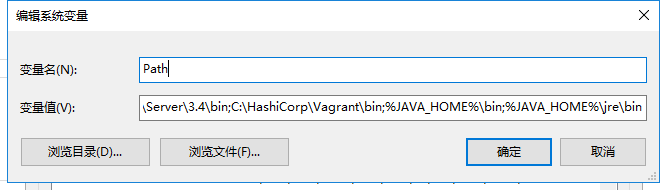 编辑系统变量
变量名(N):
Path
变量值(V):
\Server\3.4\bin;C:\HashiCorp\Vagrant\bin;%JAVA_HOME%\bin;%JAVA_HOME%\jre\bin
浏览目录(D)...
浏览文件(F)...
确定
取消